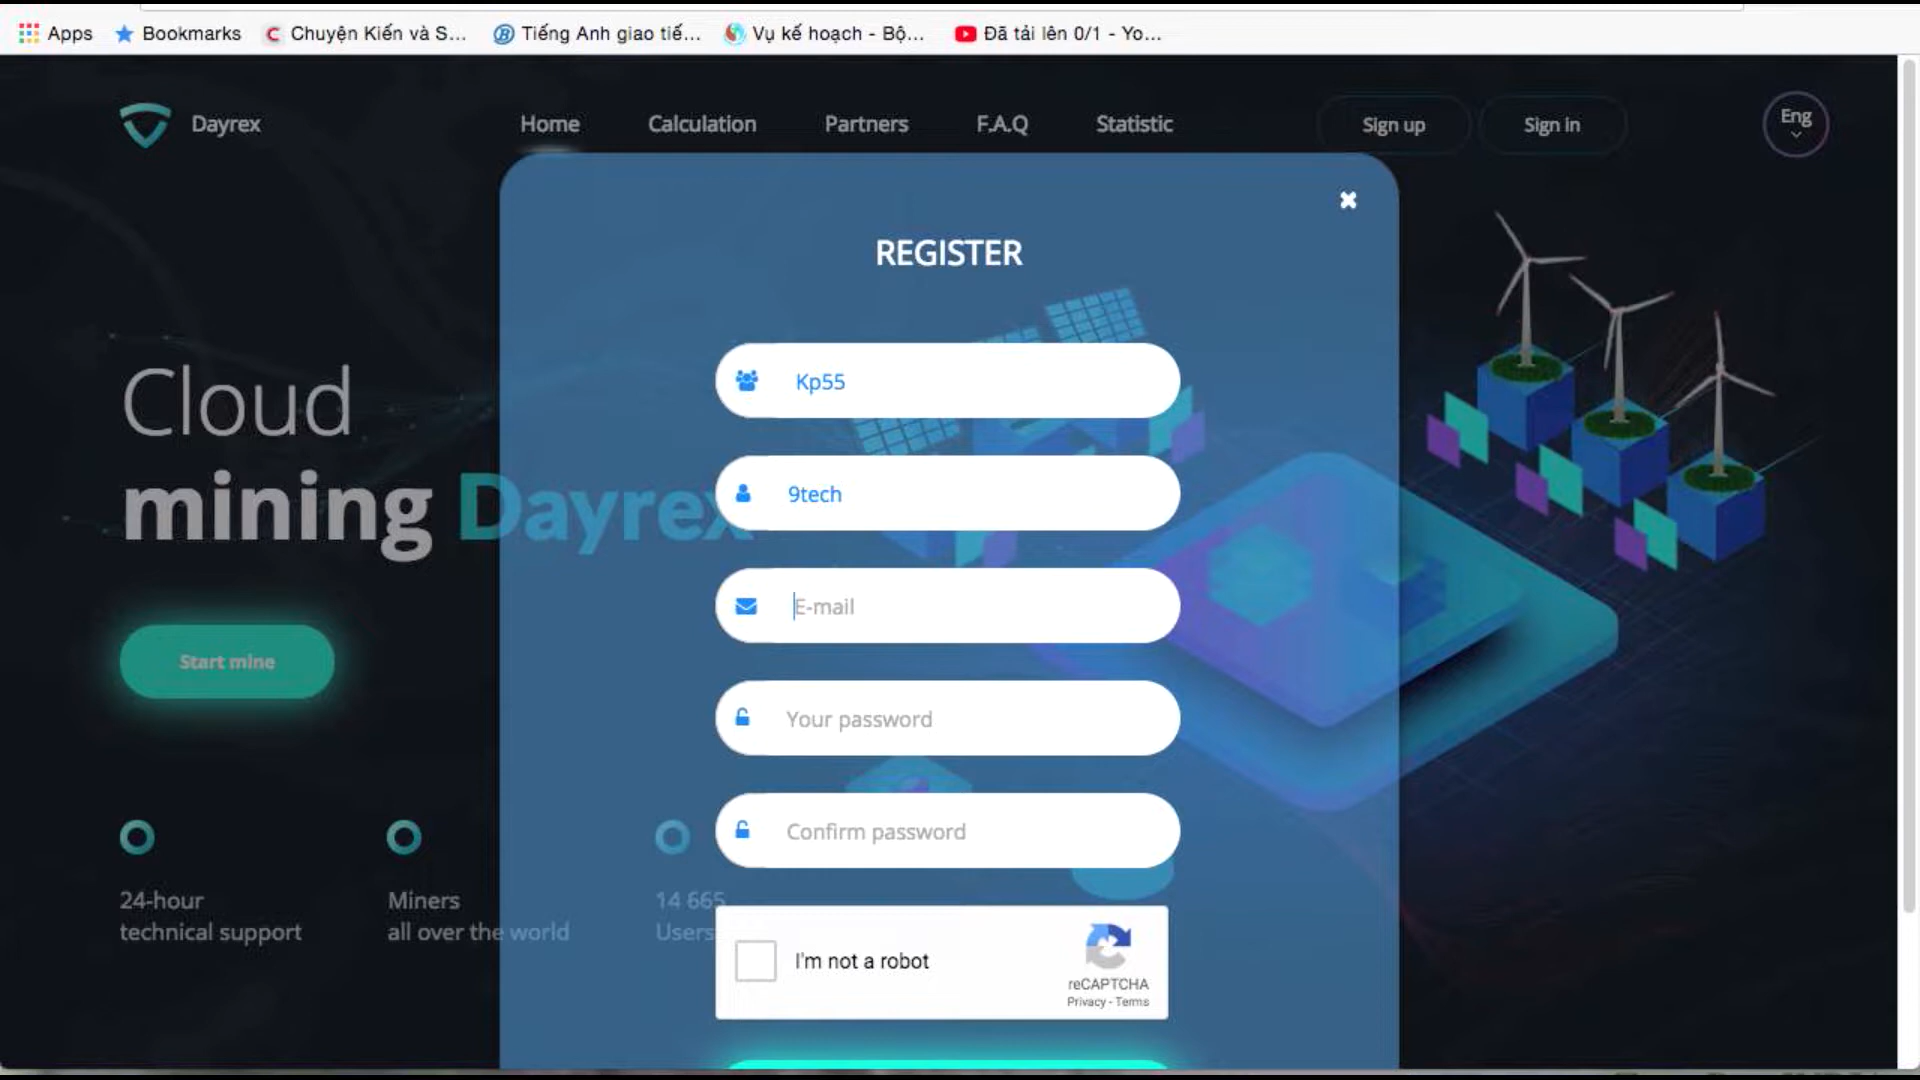 Apps Bookmarks Chuyện Kiến và S... Tiếng Anh giao tiế... Vụ kế hoạch - Bộ... Đã tải lên 0/1 - Yo...
Dayrex Home Calculation Partners F.A.Q Statistic Sign up Sign in Eng
REGISTER
Kp55
9tech
E-mail
Your password
Confirm password
I'm not a robot
reCAPTCHA
Privacy - Terms
Cloud
mining Dayrex
Start mine
24-hour
technical support
Miners
all over the world
14 665
Users